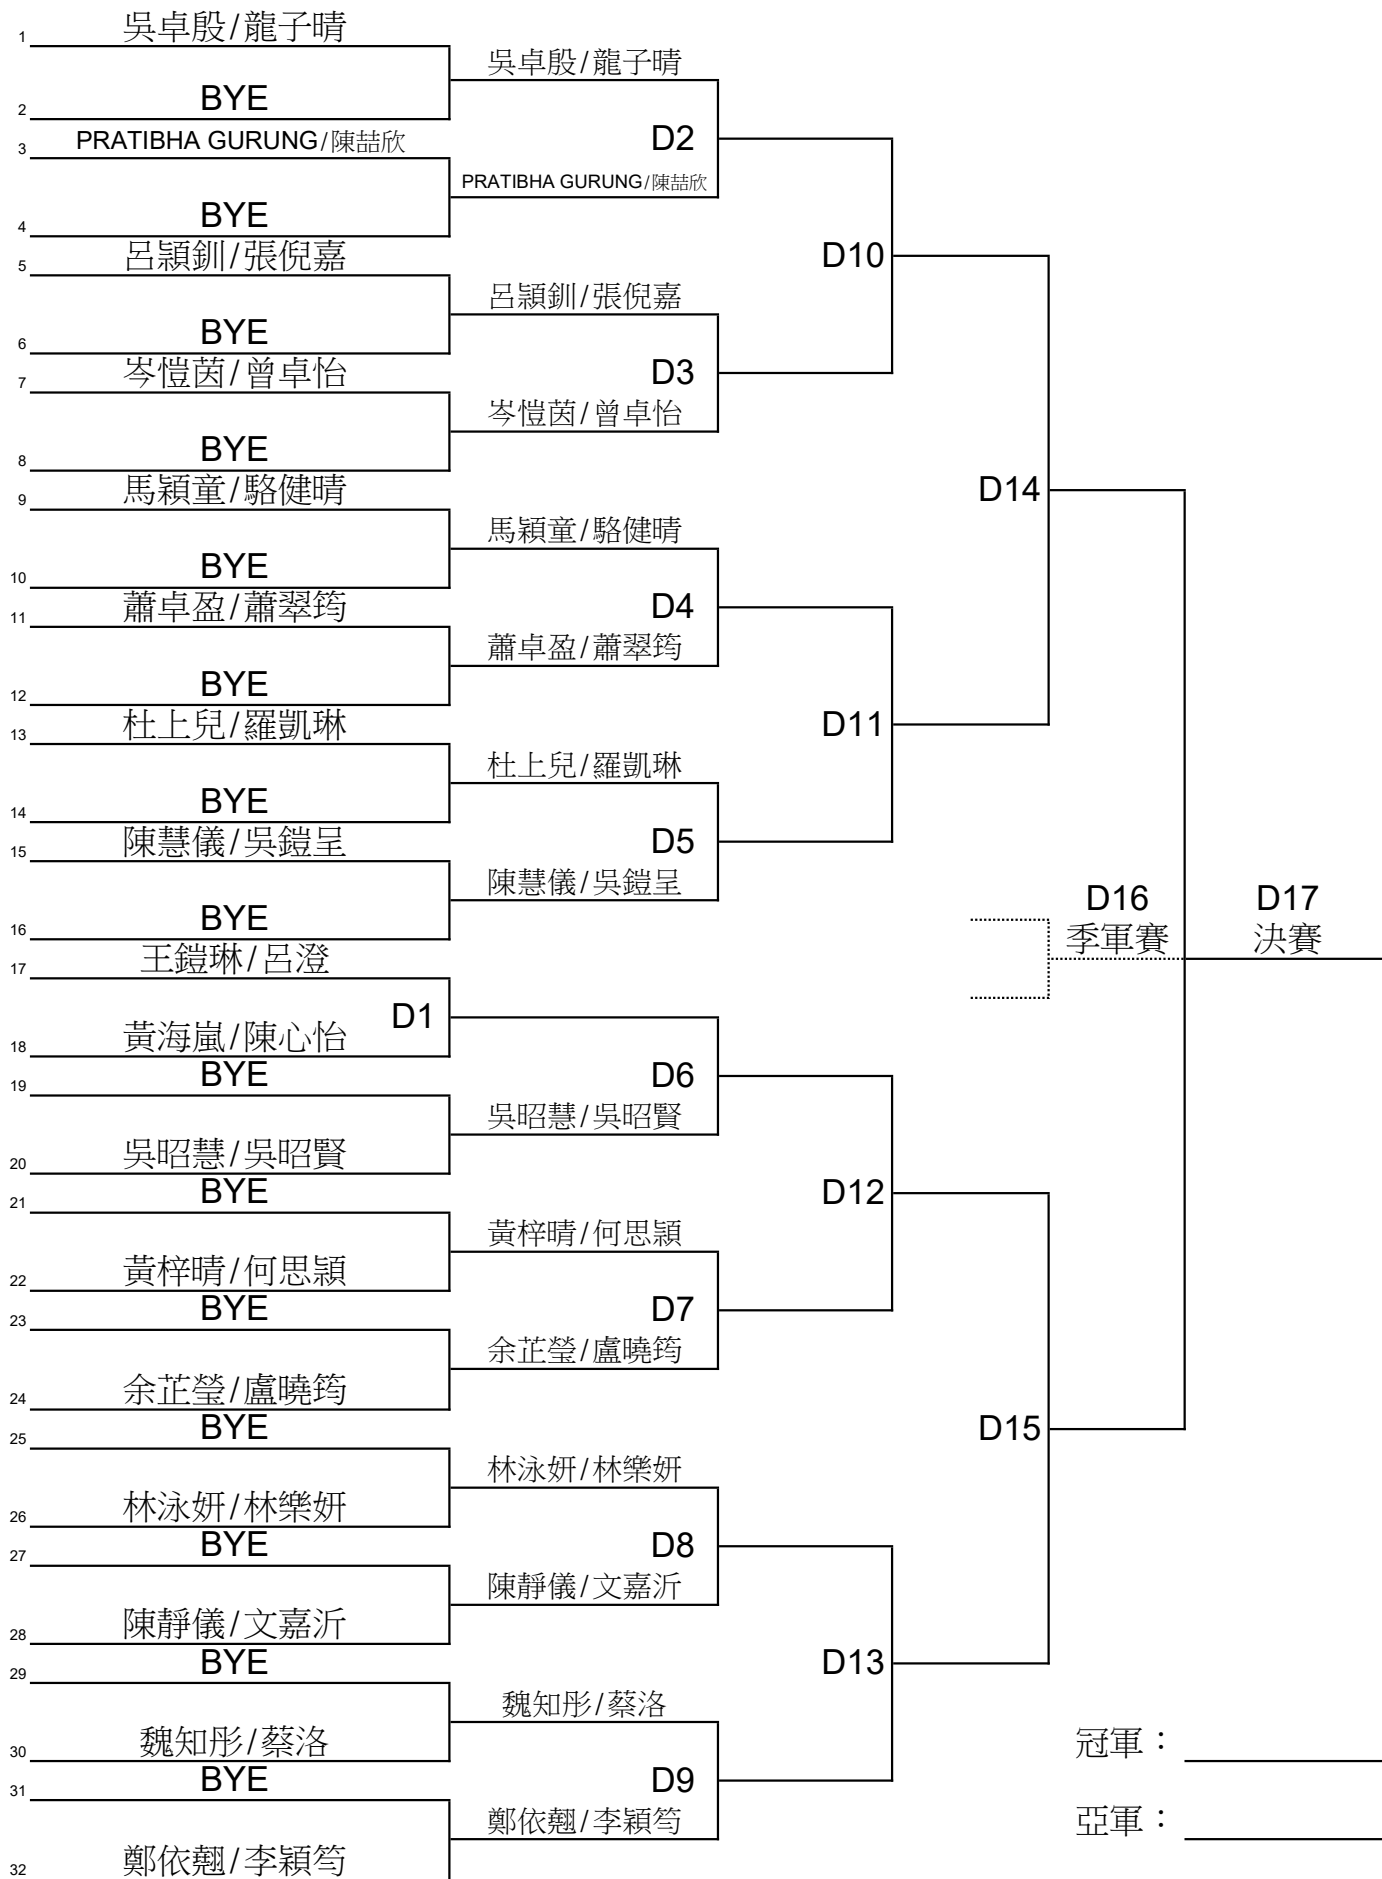 1 吳卓殷/龍子晴
吳卓殷/龍子晴
2 BYE
D2
3 PRATIBHA GURUNG/陳喆欣
PRATIBHA GURUNG/陳喆欣
4 BYE
D10
5 呂頴釧/張倪嘉
呂頴釧/張倪嘉
6 BYE
D3
7 岑愷茵/曾卓怡
岑愷茵/曾卓怡
8 BYE
D14
9 馬穎童/駱健晴
馬穎童/駱健晴
10 BYE
D4
11 蕭卓盈/蕭翠筠
蕭卓盈/蕭翠筠
12 BYE
D11
13 杜上兒/羅凱琳
杜上兒/羅凱琳
14 BYE
D5
15 陳慧儀/吳鎧呈
陳慧儀/吳鎧呈
16 BYE
D16
季軍賽
D17
決賽
17 王鎧琳/呂澄
D1
18 黃海嵐/陳心怡
D6
19 BYE
吳昭慧/吳昭賢
20 吳昭慧/吳昭賢
D12
21 BYE
黃梓晴/何思穎
22 黃梓晴/何思穎
D7
23 BYE
余芷瑩/盧曉筠
24 余芷瑩/盧曉筠
D15
25 BYE
林泳妍/林樂妍
26 林泳妍/林樂妍
D8
27 BYE
陳靜儀/文嘉沂
28 陳靜儀/文嘉沂
D13
29 BYE
魏知彤/蔡洛
30 魏知彤/蔡洛
D9
31 BYE
鄭依翹/李穎筠
32 鄭依翹/李穎筠
冠軍：
亞軍：